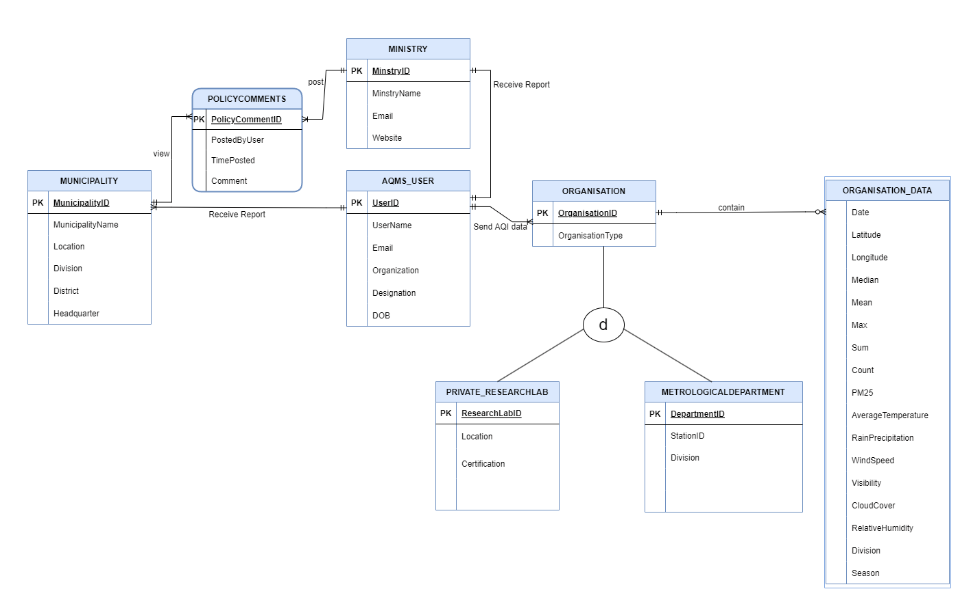 MINISTRY
PK MinstryID
MinstryName
Email
Website
post
Receive Report
POLICYCOMMENTS
PK PolicyCommentID
PostedByUser
TimePosted
Comment
view
MUNICIPALITY
PK MunicipalityID
MunicipalityName
Location
Division
District
Headquarter
Receive Report
AQMS_USER
PK UserID
UserName
Email
Organization
Designation
DOB
Send AQI data
ORGANISATION
PK OrganisationID
OrganisationType
contain
ORGANISATION_DATA
Date
Latitude
Longitude
Median
Mean
Max
Sum
Count
PM25
AverageTemperature
RainPrecipitation
WindSpeed
Visibility
CloudCover
RelativeHumidity
Division
Season
d
PRIVATE_RESEARCHLAB
PK ResearchLabID
Location
Certification
METROLOGICALDEPARTMENT
PK DepartmentID
StationID
Division